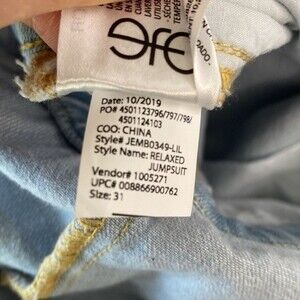 Date: 10/2019
PO# 4501123796/797/798/
4501124103
COO: CHINA
Style# JEMB0349-LIL
Style Name: RELAXED
JUMPSUIT
Vendor# 1005271
UPC# 008866900762
Size: 31